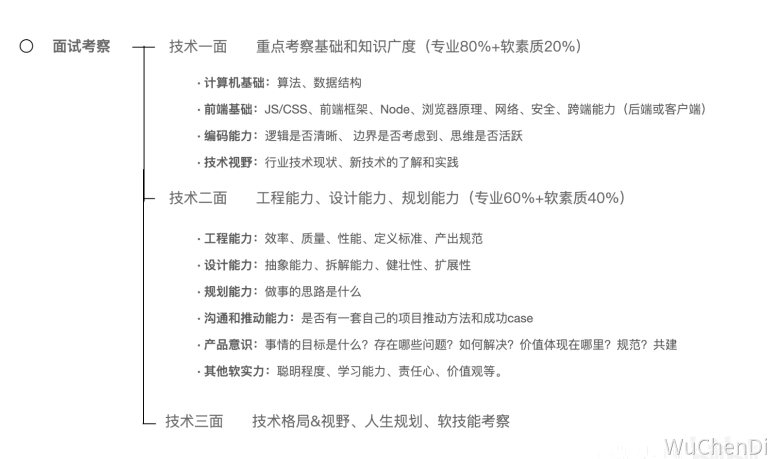 面试考察
技术一面 重点考察基础和知识广度（专业80%+软素质20%）
· 计算机基础：算法、数据结构
· 前端基础：JS/CSS、前端框架、Node、浏览器原理、网络、安全、跨端能力（后端或客户端）
· 编码能力：逻辑是否清晰、 边界是否考虑到、思维是否活跃
· 技术视野：行业技术现状、新技术的了解和实践
技术二面 工程能力、设计能力、规划能力（专业60%+软素质40%）
· 工程能力：效率、质量、性能、定义标准、产出规范
· 设计能力：抽象能力、拆解能力、健壮性、扩展性
· 规划能力：做事的思路是什么
· 沟通和推动能力：是否有一套自己的项目推动方法和成功case
· 产品意识：事情的目标是什么？存在哪些问题？如何解决？价值体现在哪里？规范？共建
· 其他软实力：聪明程度、学习能力、责任心、价值观等。
技术三面 技术格局&视野、人生规划、软技能考察
WuChenDi